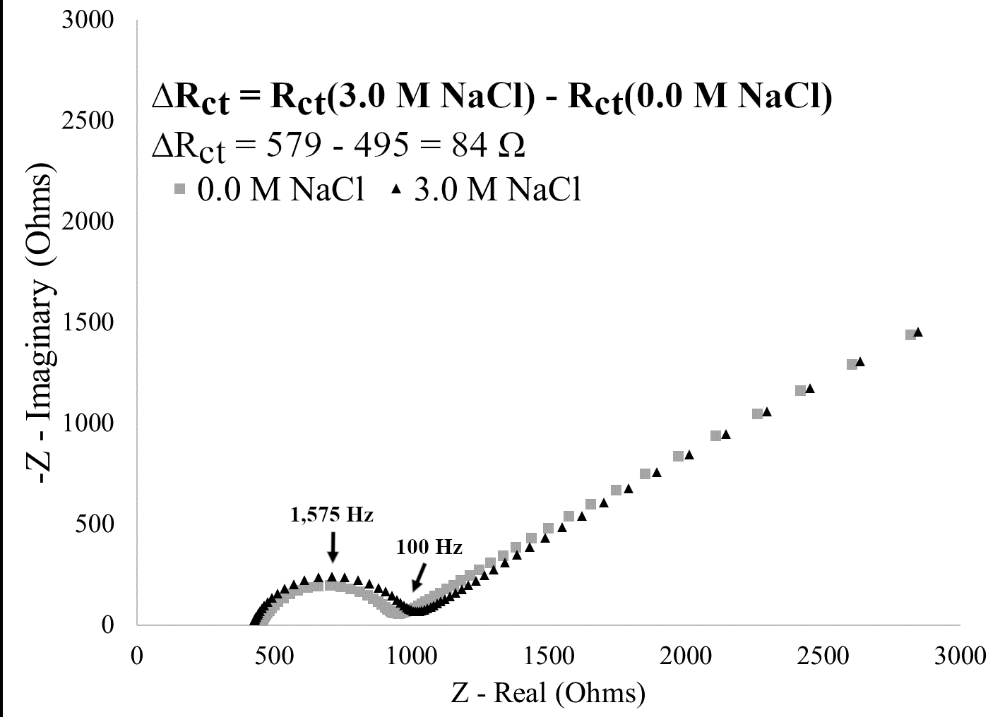 3000
ΔRct = Rct(3.0 M NaCl) - Rct(0.0 M NaCl)
2500
ΔRct = 579 - 495 = 84 Ω
0.0 M NaCl 3.0 M NaCl
2000
-Z - Imaginary (Ohms)
1500
1000
500
1,575 Hz
100 Hz
0
0 500 1000 1500 2000 2500 3000
Z - Real (Ohms)